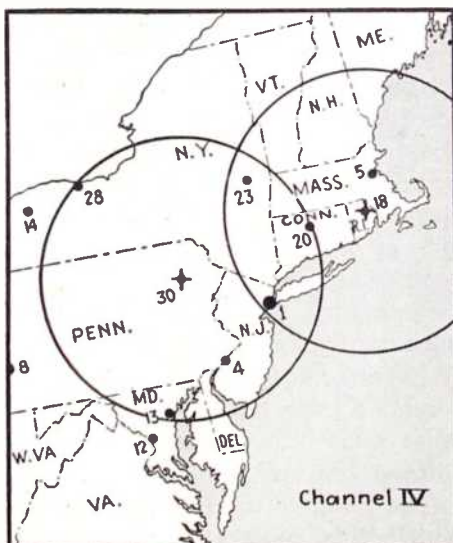 ME.
VT.
N.H.
N.Y.
28
23
5
MASS.
14
CONN.
18
R.I.
20
30
1
PENN.
N.J.
8
4
MD.
13
12
DEL
W.VA
VA.
Channel IV